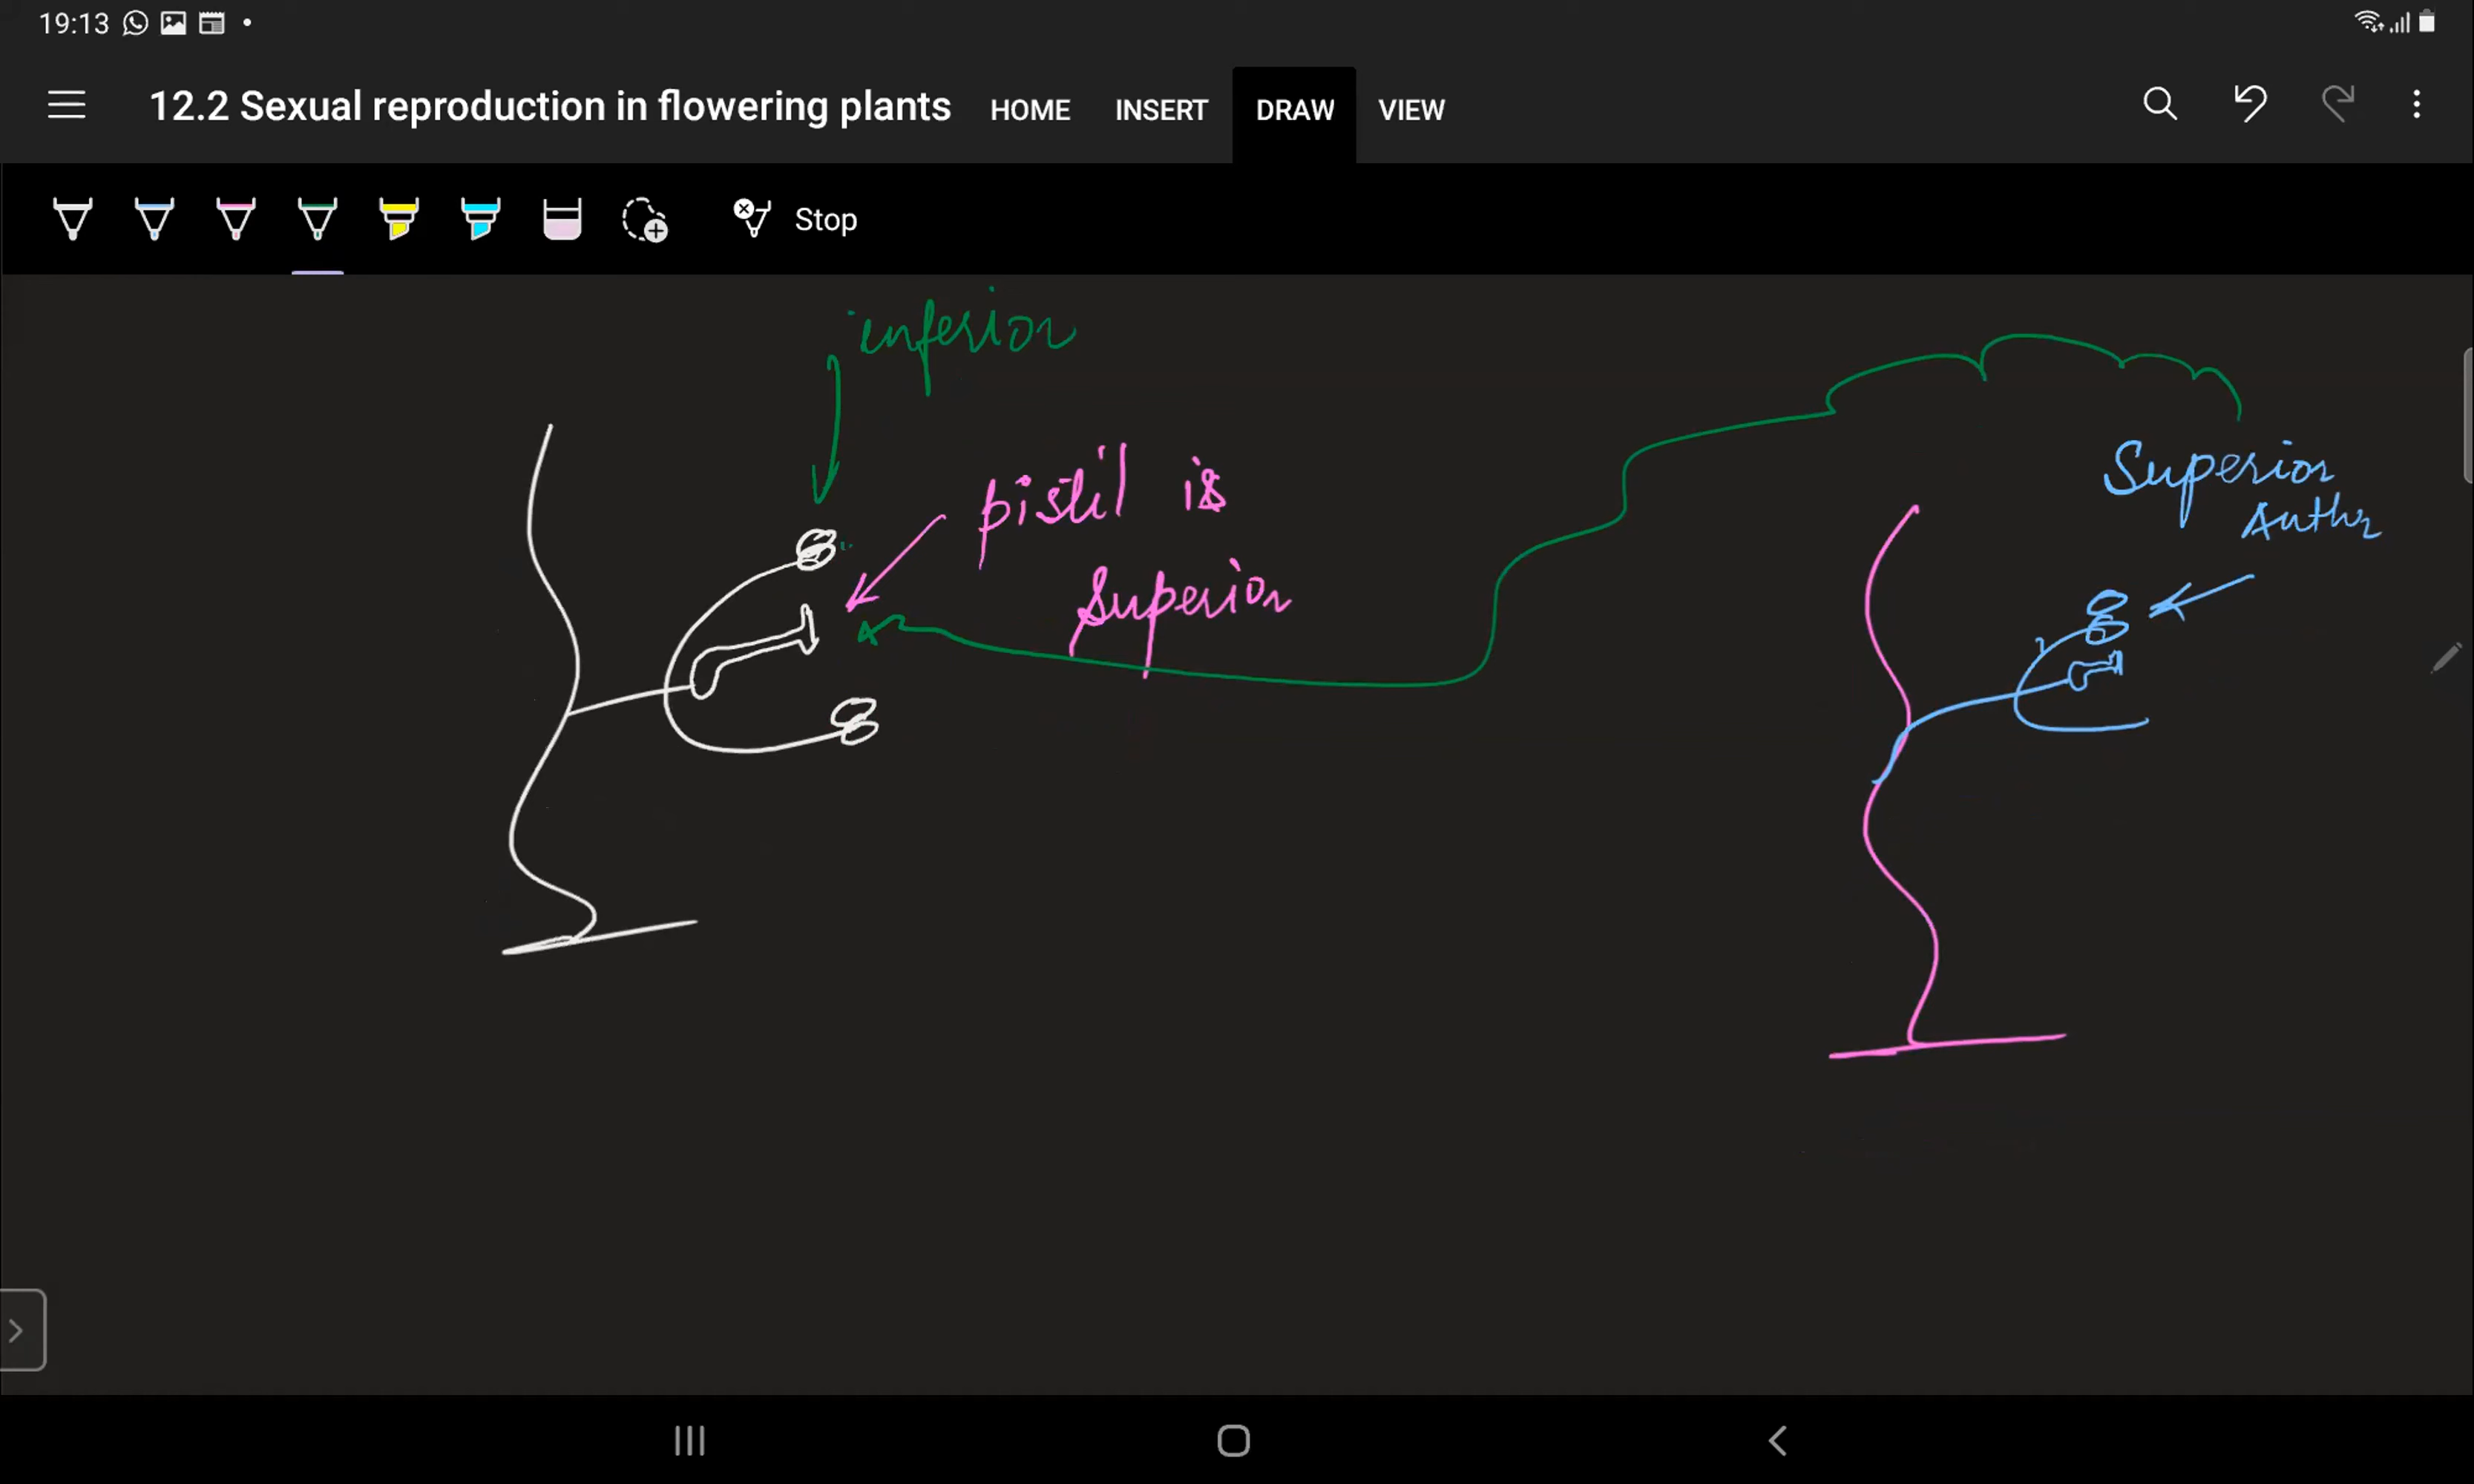 19:13
12.2 Sexual reproduction in flowering plants HOME INSERT DRAW VIEW
Stop
inferior
pistil is
Superior
Superior
Anthr